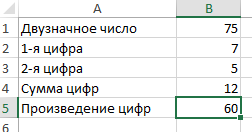 A B
1 Двузначное число 75
2 1-я цифра 7
3 2-я цифра 5
4 Сумма цифр 12
5 Произведение цифр 60
6